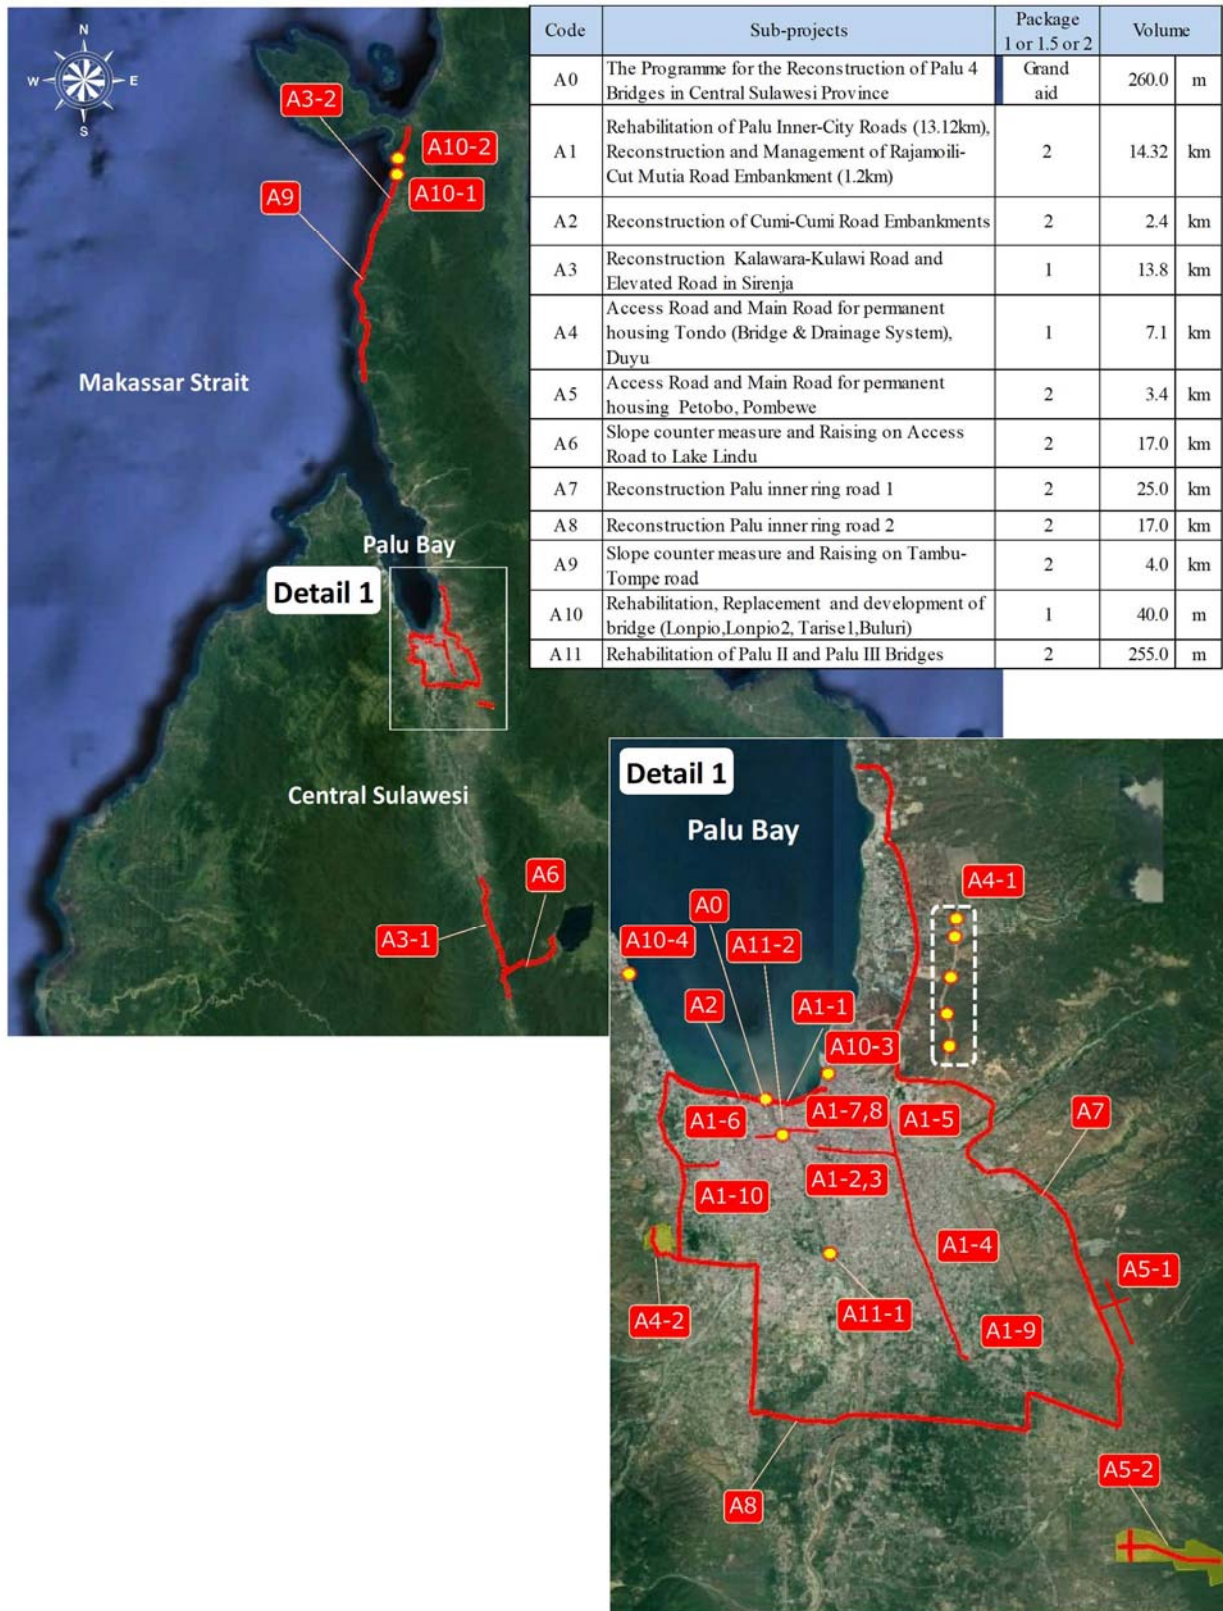 N
W
E
S
Code Sub-projects Package Volume
1 or 1.5 or 2
A0 The Programme for the Reconstruction of Palu 4 Grand 260.0 m
Bridges in Central Sulawesi Province aid
Rehabilitation of Palu Inner-City Roads (13.12km),
A1 Reconstruction and Management of Rajamoili- 2 14.32 km
Cut Mutia Road Embankment (1.2km)
A2 Reconstruction of Cumi-Cumi Road Embankments 2 2.4 km
A3 Reconstruction Kalawara-Kulawi Road and 1 13.8 km
Elevated Road in Sirenja
Access Road and Main Road for permanent
A4 housing Tondo (Bridge & Drainage System), 1 7.1 km
Duyu
A5 Access Road and Main Road for permanent 2 3.4 km
housing Petobo, Pombewe
A6 Slope counter measure and Raising on Access 2 17.0 km
Road to Lake Lindu
A7 Reconstruction Palu inner ring road 1 2 25.0 km
A8 Reconstruction Palu inner ring road 2 2 17.0 km
A9 Slope counter measure and Raising on Tambu- 2 4.0 km
Tompe road
A10 Rehabilitation, Replacement and development of 1 40.0 m
bridge (Lonpio,Lonpio2, Tarise1,Buluri)
A11 Rehabilitation of Palu II and Palu III Bridges 2 255.0 m
A3-2
A10-2
A10-1
A9
Makassar Strait
Palu Bay
Detail 1
Central Sulawesi
A6
A3-1
Detail 1
Palu Bay
A4-1
A0
A10-4
A11-2
A2
A1-1
A10-3
A1-6
A1-7,8
A1-5
A7
A1-2,3
A1-10
A1-4
A5-1
A4-2
A11-1
A1-9
A5-2
A8